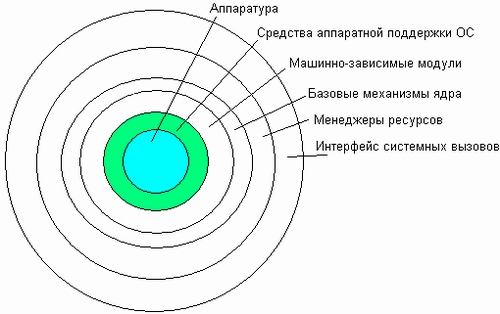 Аппаратура
Средства аппаратной поддержки ОС
Машинно-зависимые модули
Базовые механизмы ядра
Менеджеры ресурсов
Интерфейс системных вызовов